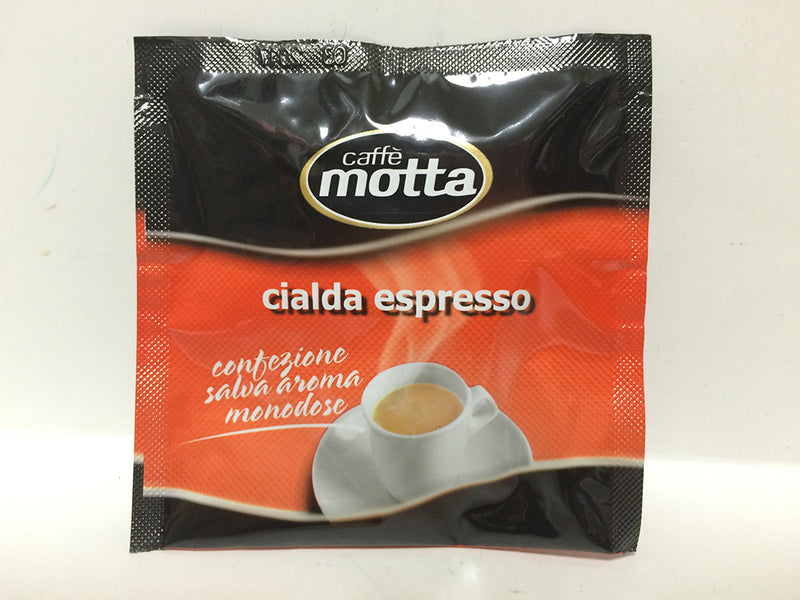 caffè
motta
cialda espresso
confezione
salva aroma
monodose